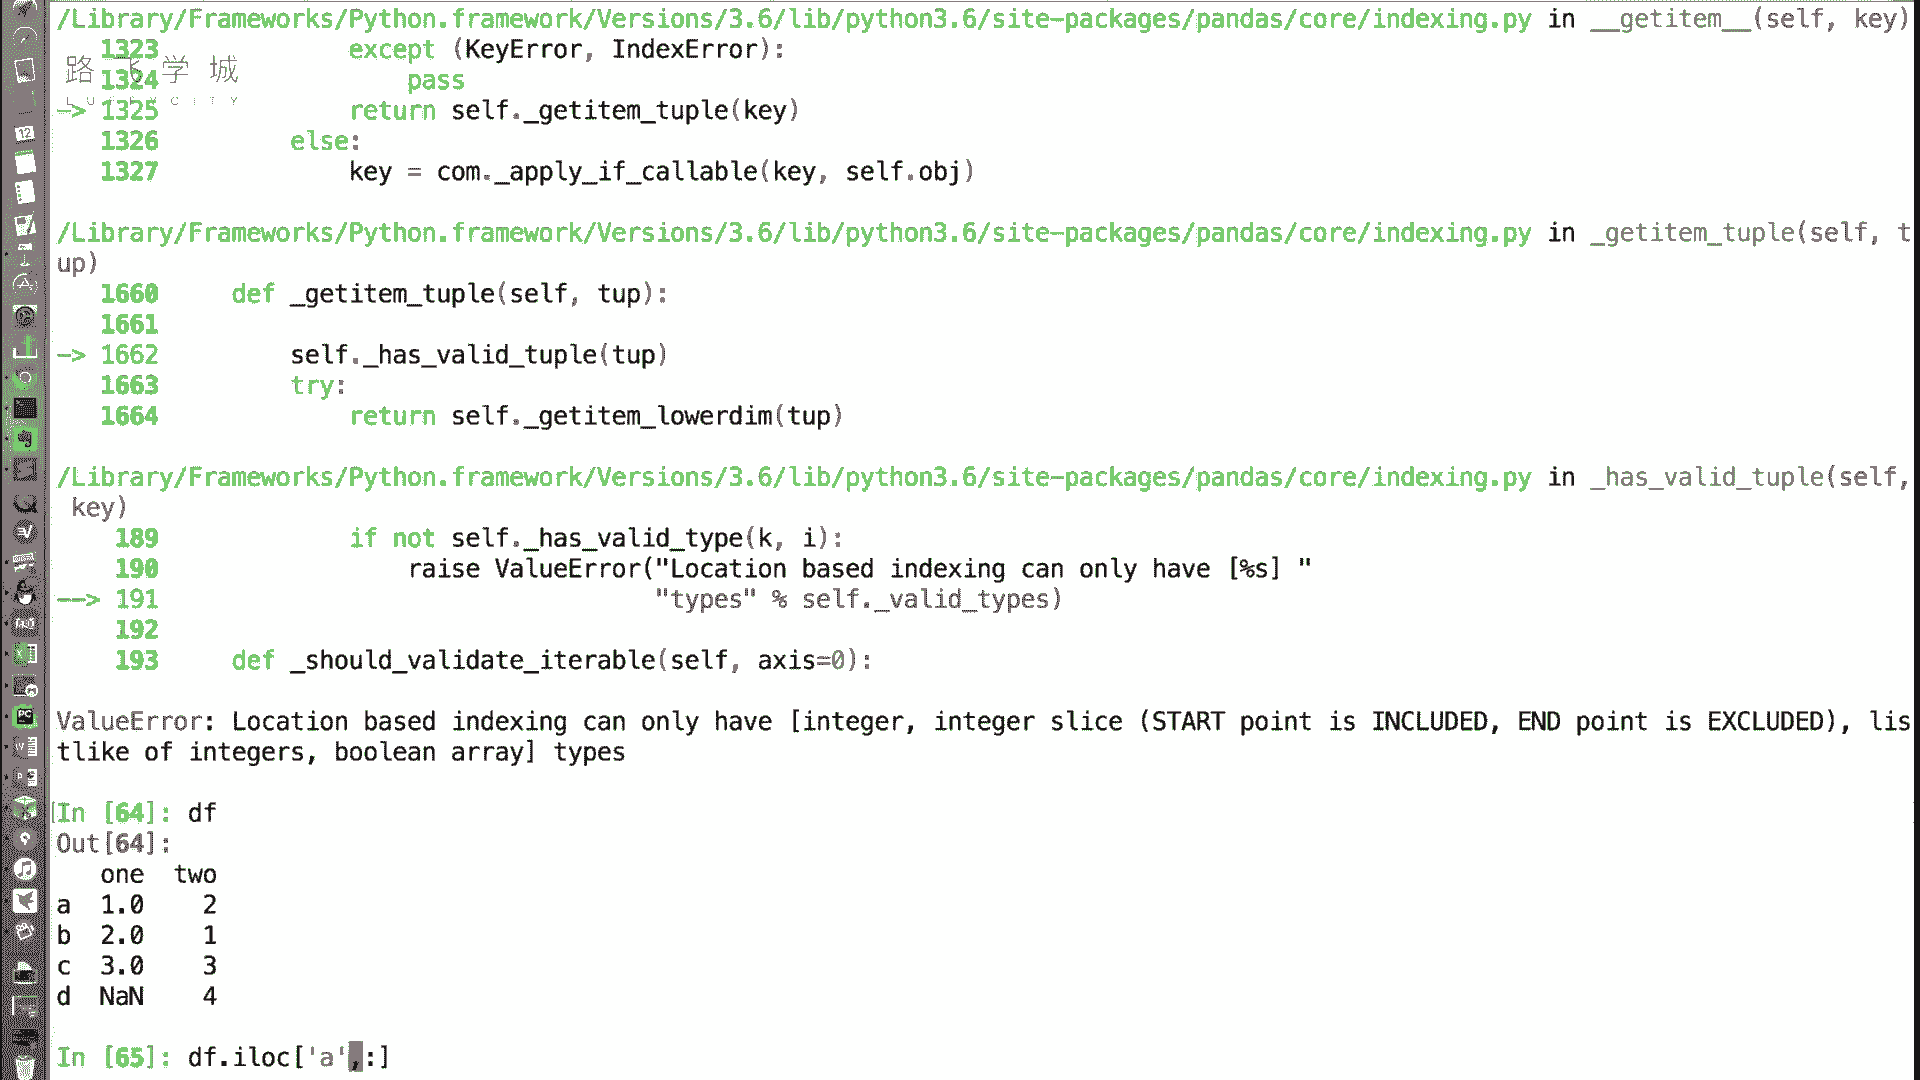 /Library/Frameworks/Python.framework/Versions/3.6/lib/python3.6/site-packages/pandas/core/indexing.py in __getitem__(self, key)
   1323             except (KeyError, IndexError):
路飞学城
   1324                 pass
LUFFYCITY
-> 1325             return self._getitem_tuple(key)
   1326         else:
   1327             key = com._apply_if_callable(key, self.obj)
/Library/Frameworks/Python.framework/Versions/3.6/lib/python3.6/site-packages/pandas/core/indexing.py in _getitem_tuple(self, t
up)
   1660     def _getitem_tuple(self, tup):
   1661
-> 1662         self._has_valid_tuple(tup)
   1663         try:
   1664             return self._getitem_lowerdim(tup)
/Library/Frameworks/Python.framework/Versions/3.6/lib/python3.6/site-packages/pandas/core/indexing.py in _has_valid_tuple(self,
 key)
    189             if not self._has_valid_type(k, i):
    190                 raise ValueError("Location based indexing can only have [%s] "
--> 191                                  "types" % self._valid_types)
    192
    193     def _should_validate_iterable(self, axis=0):
ValueError: Location based indexing can only have [integer, integer slice (START point is INCLUDED, END point is EXCLUDED), lis
tlike of integers, boolean array] types
In [64]: df
Out[64]:
   one  two
a  1.0    2
b  2.0    1
c  3.0    3
d  NaN    4
In [65]: df.iloc['a',:]